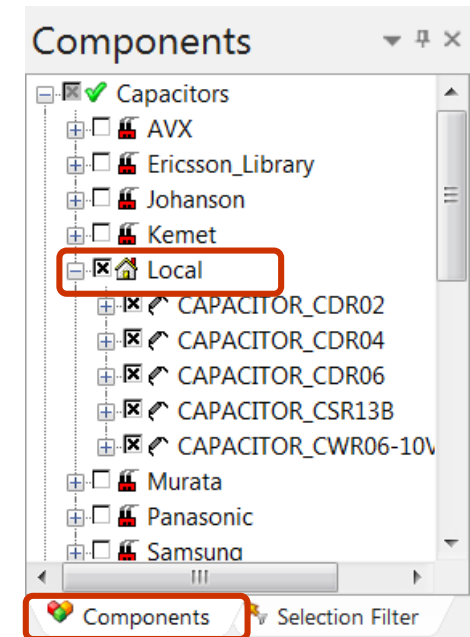 Components
Capacitors
AVX
Ericsson_Library
Johanson
Kemet
Local
CAPACITOR_CDR02
CAPACITOR_CDR04
CAPACITOR_CDR06
CAPACITOR_CSR13B
CAPACITOR_CWR06-10V
Murata
Panasonic
Samsung
Components Selection Filter